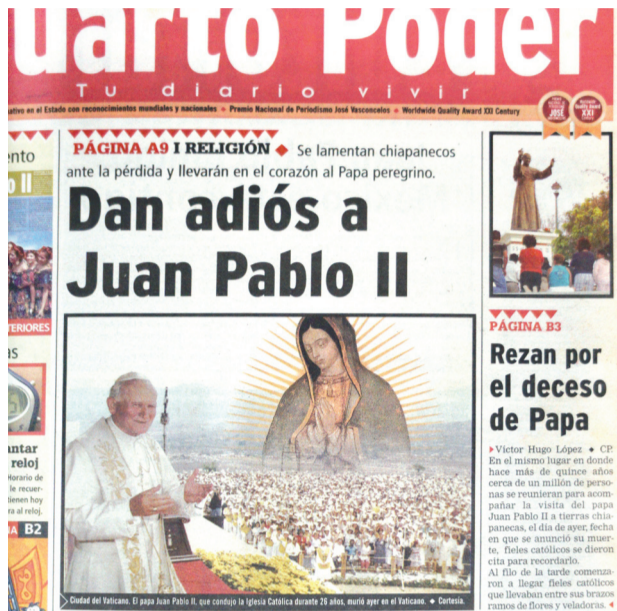 uarto Poder
Tu diario vivir
ativo en el Estado con reconocimientos mundiales y nacionales Premio Nacional de Periodismo José Vasconcelos Worldwide Quality Award XXI Century
JOSÉ
XXI
ento
o II
TERIORES
as
ntar
reloj
Horario de
le recuer-
tienen hoy
ra al reloj.
A B2
PÁGINA A9 I RELIGIÓN Se lamentan chiapanecos
ante la pérdida y llevarán en el corazón al Papa peregrino.
Dan adiós a
Juan Pablo II
Ciudad del Vaticano. El papa Juan Pablo II, que condujo la Iglesia Católica durante 26 años, murió ayer en el Vaticano. Cortesía.
PÁGINA B3
Rezan por
el deceso
de Papa
Víctor Hugo López CP
En el mismo lugar en donde
hace más de quince años
cerca de un millón de perso-
nas se reunieran para acom-
pañar la visita del papa
Juan Pablo II a tierras chia-
panecas, el día de ayer, fecha
en que se anunció su muer-
te, fieles católicos se dieron
cita para recordarlo.
Al filo de la tarde comenza-
ron a llegar fieles católicos
que llevaban entre sus brazos
ramos de flores y veladoras.